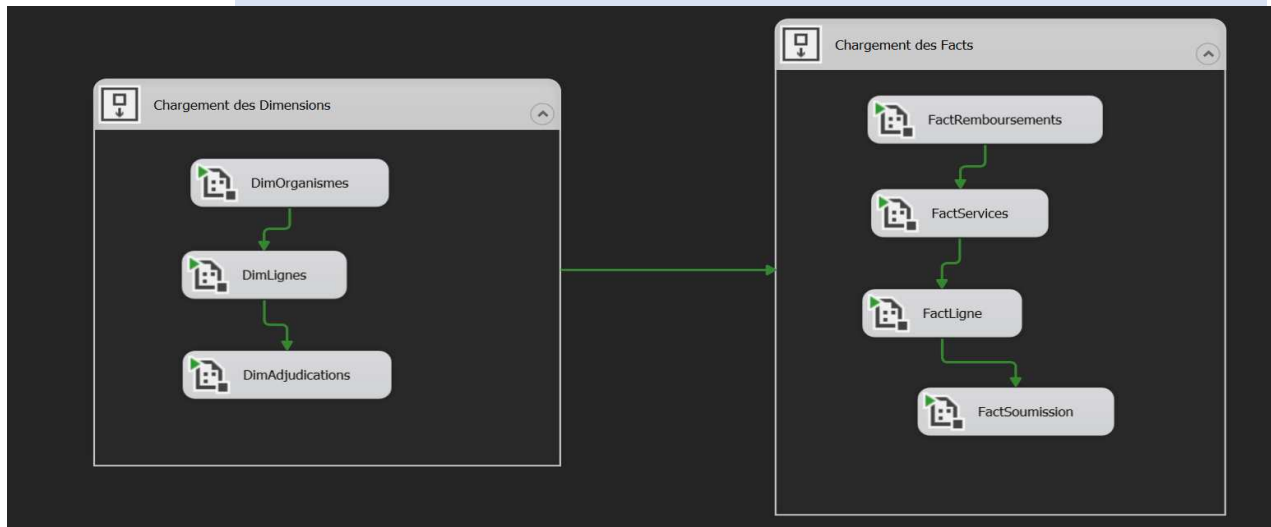 Chargement des Dimensions
DimOrganismes
DimLignes
DimAdjudications
Chargement des Facts
FactRemboursements
FactServices
FactLigne
FactSoumission